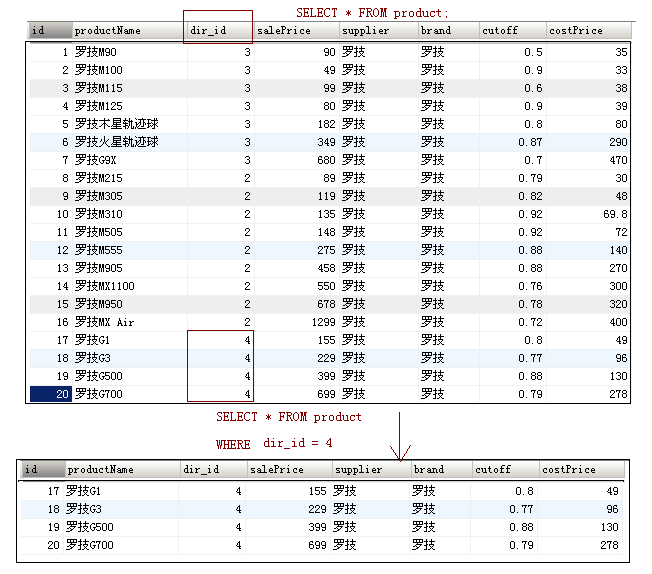 SELECT * FROM product;
id productName dir_id salePrice supplier brand cutoff costPrice
1 罗技M90 3 90 罗技 罗技 0.5 35
2 罗技M100 3 49 罗技 罗技 0.9 33
3 罗技M115 3 99 罗技 罗技 0.6 38
4 罗技M125 3 80 罗技 罗技 0.9 39
5 罗技木星轨迹球 3 182 罗技 罗技 0.8 80
6 罗技火星轨迹球 3 349 罗技 罗技 0.87 290
7 罗技G9X 3 680 罗技 罗技 0.7 470
8 罗技M215 2 89 罗技 罗技 0.79 30
9 罗技M305 2 119 罗技 罗技 0.82 48
10 罗技M310 2 135 罗技 罗技 0.92 69.8
11 罗技M505 2 148 罗技 罗技 0.92 72
12 罗技M555 2 275 罗技 罗技 0.88 140
13 罗技M905 2 458 罗技 罗技 0.88 270
14 罗技MX1100 2 550 罗技 罗技 0.76 300
15 罗技M950 2 678 罗技 罗技 0.78 320
16 罗技MX Air 2 1299 罗技 罗技 0.72 400
17 罗技G1 4 155 罗技 罗技 0.8 49
18 罗技G3 4 229 罗技 罗技 0.77 96
19 罗技G500 4 399 罗技 罗技 0.88 130
20 罗技G700 4 699 罗技 罗技 0.79 278
SELECT * FROM product
WHERE dir_id = 4
id productName dir_id salePrice supplier brand cutoff costPrice
17 罗技G1 4 155 罗技 罗技 0.8 49
18 罗技G3 4 229 罗技 罗技 0.77 96
19 罗技G500 4 399 罗技 罗技 0.88 130
20 罗技G700 4 699 罗技 罗技 0.79 278